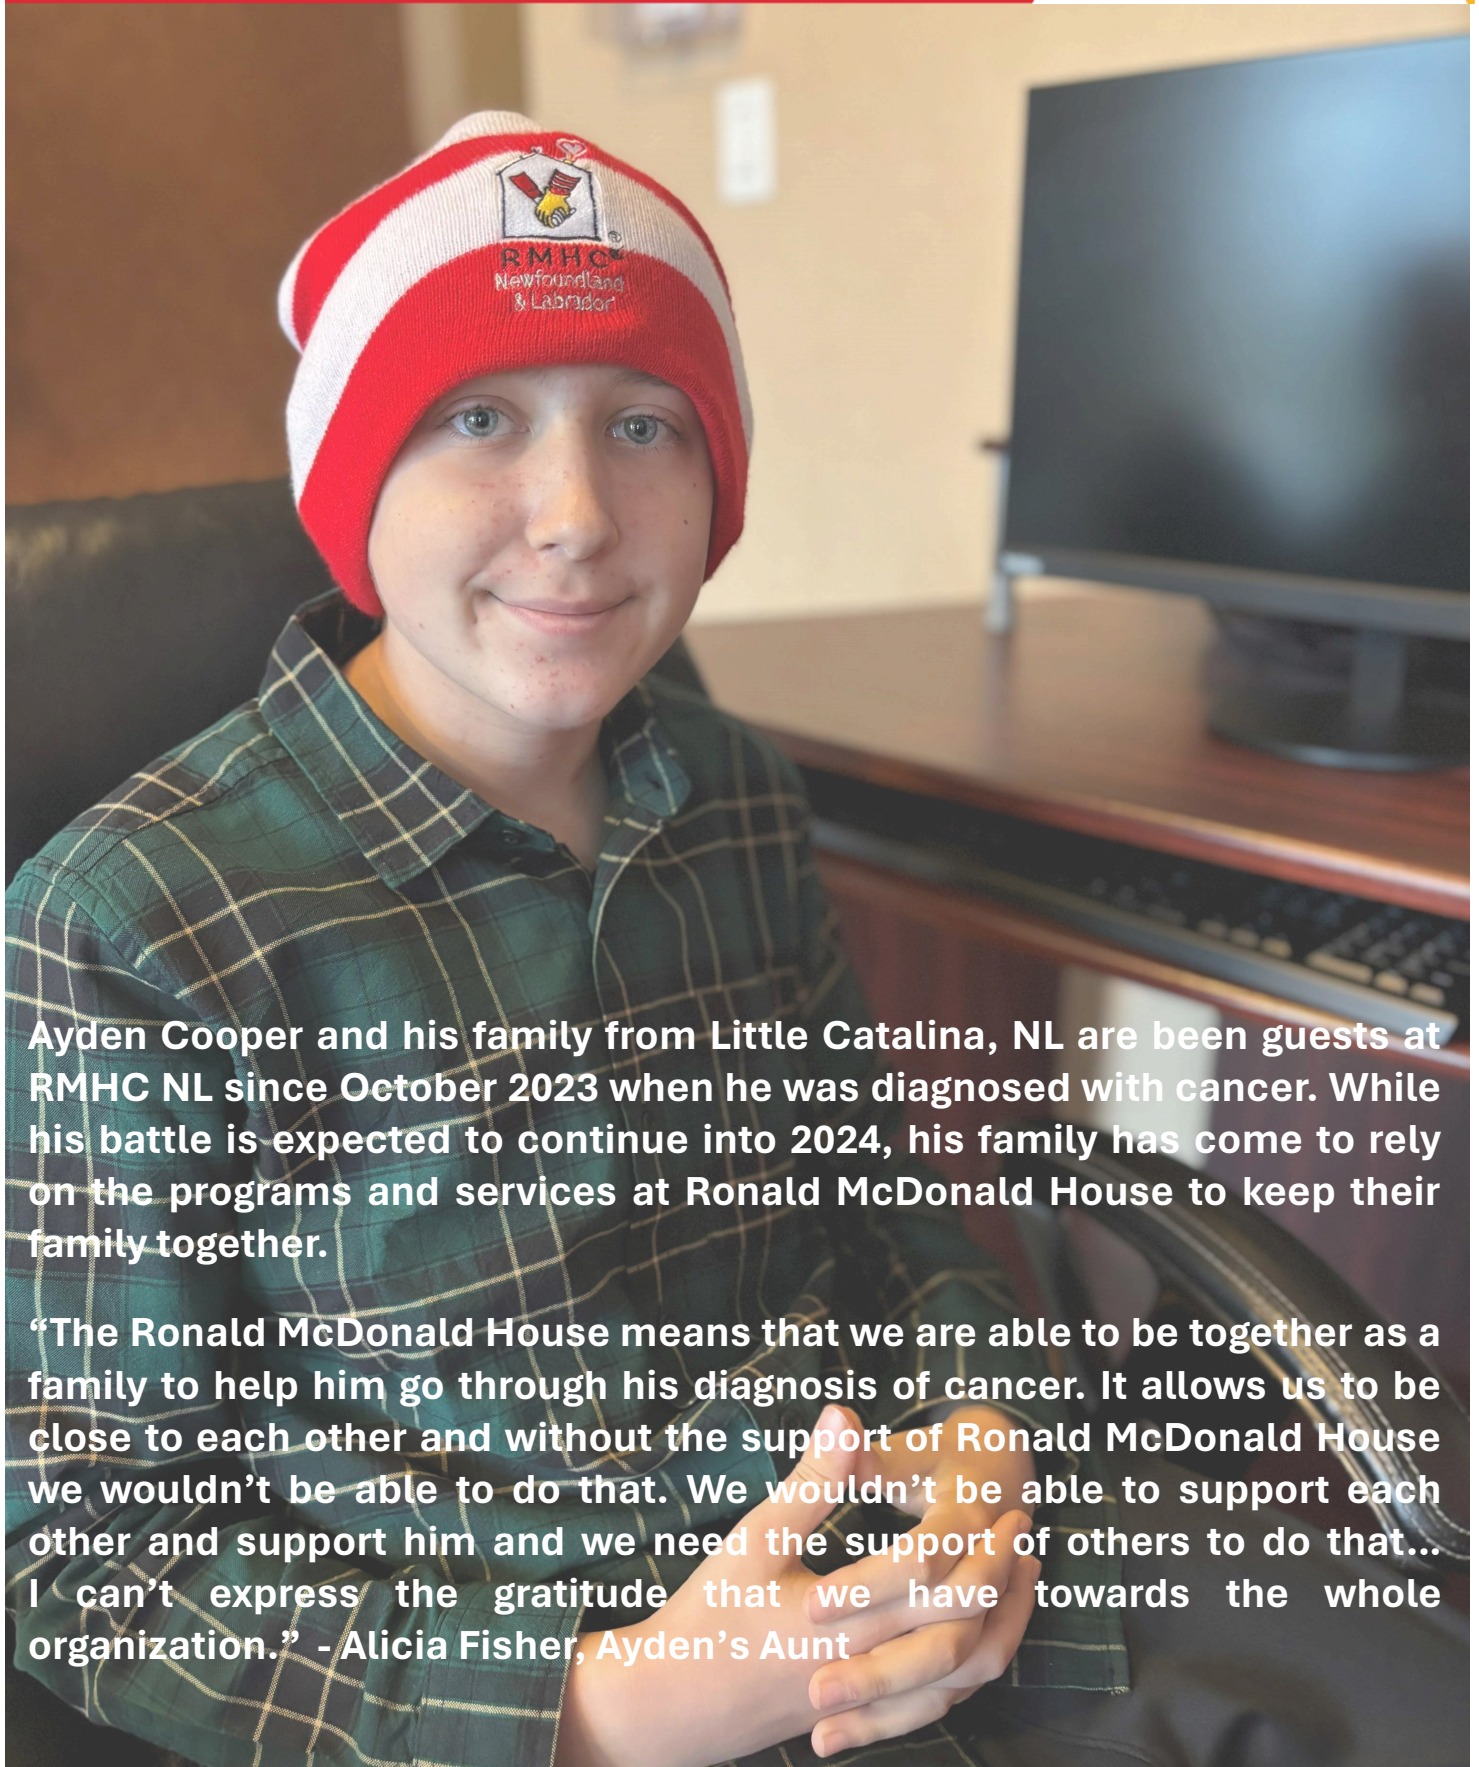 RMHC®
Newfoundland
& Labrador
Ayden Cooper and his family from Little Catalina, NL are been guests at
RMHC NL since October 2023 when he was diagnosed with cancer. While
his battle is expected to continue into 2024, his family has come to rely
on the programs and services at Ronald McDonald House to keep their
family together.
“The Ronald McDonald House means that we are able to be together as a
family to help him go through his diagnosis of cancer. It allows us to be
close to each other and without the support of Ronald McDonald House
we wouldn’t be able to do that. We wouldn’t be able to support each
other and support him and we need the support of others to do that...
I can’t express the gratitude that we have towards the whole
organization.” - Alicia Fisher, Ayden’s Aunt